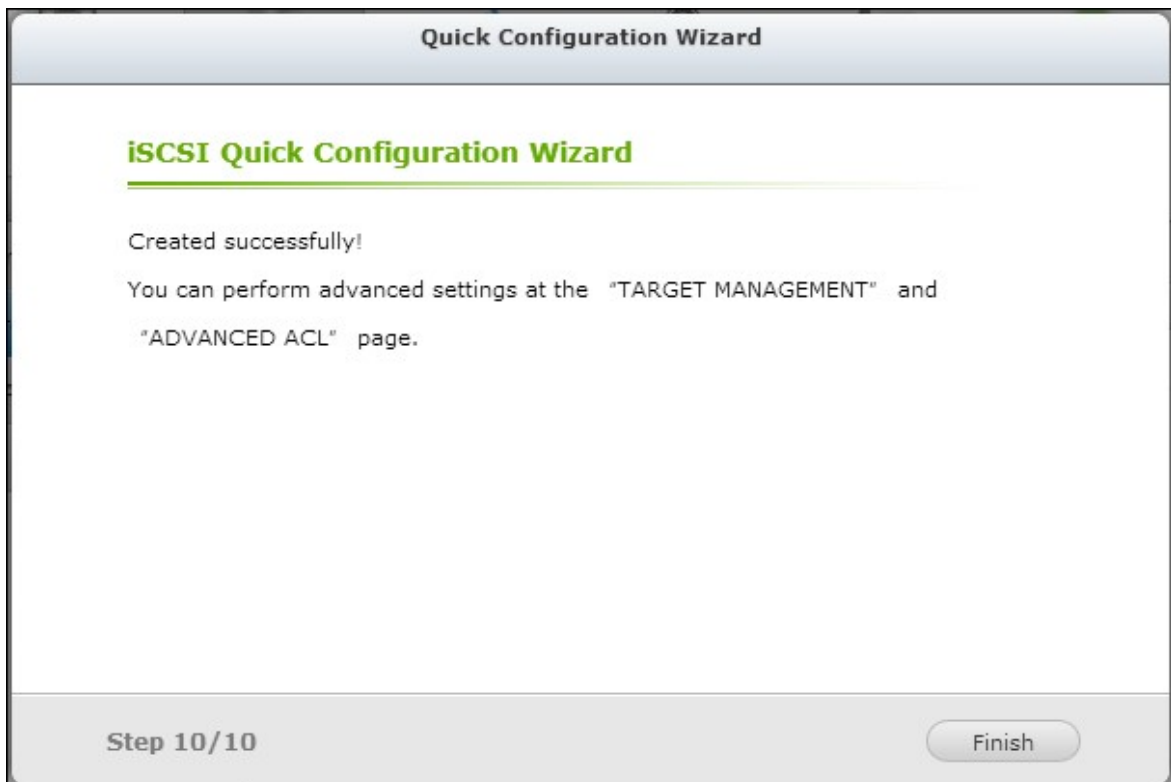 Quick Configuration Wizard
iSCSI Quick Configuration Wizard
Created successfully!
You can perform advanced settings at the "TARGET MANAGEMENT" and
"ADVANCED ACL" page.
Step 10/10
Finish